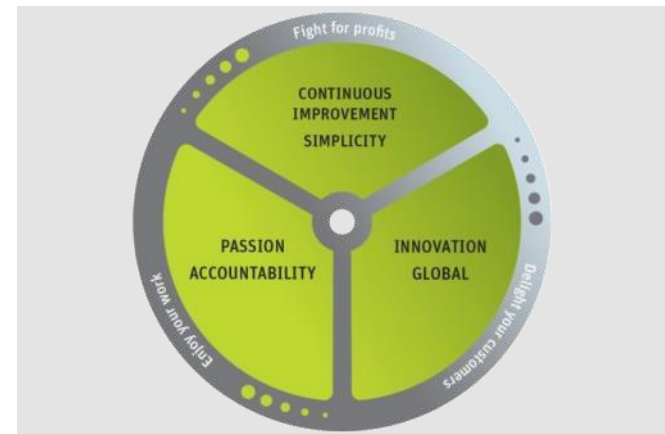 Fight for profits
CONTINUOUS
IMPROVEMENT
SIMPLICITY
PASSION
ACCOUNTABILITY
INNOVATION
GLOBAL
Enjoy your work
Delight your customers